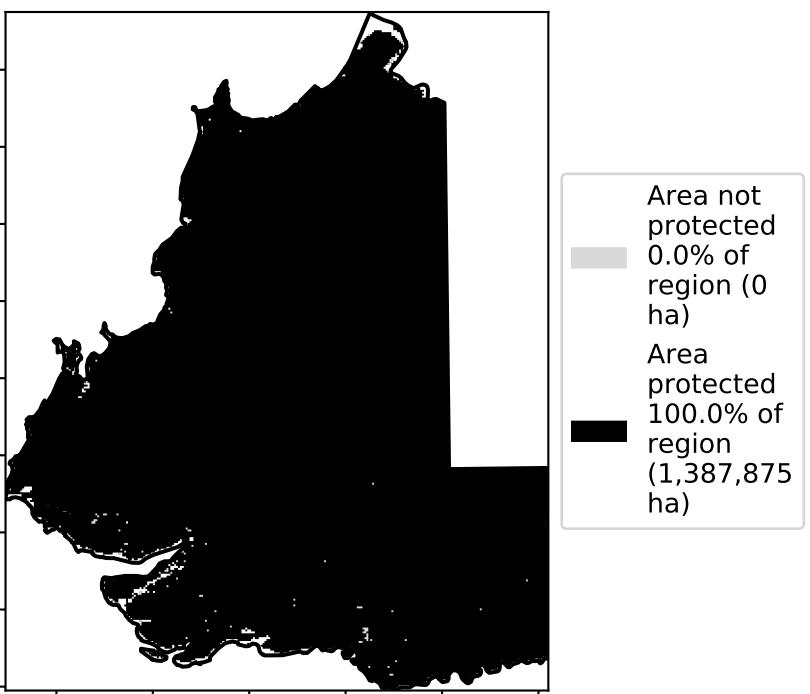 Area not
protected
0.0% of
region (0
ha)
Area
protected
100.0% of
region
(1,387,875
ha)